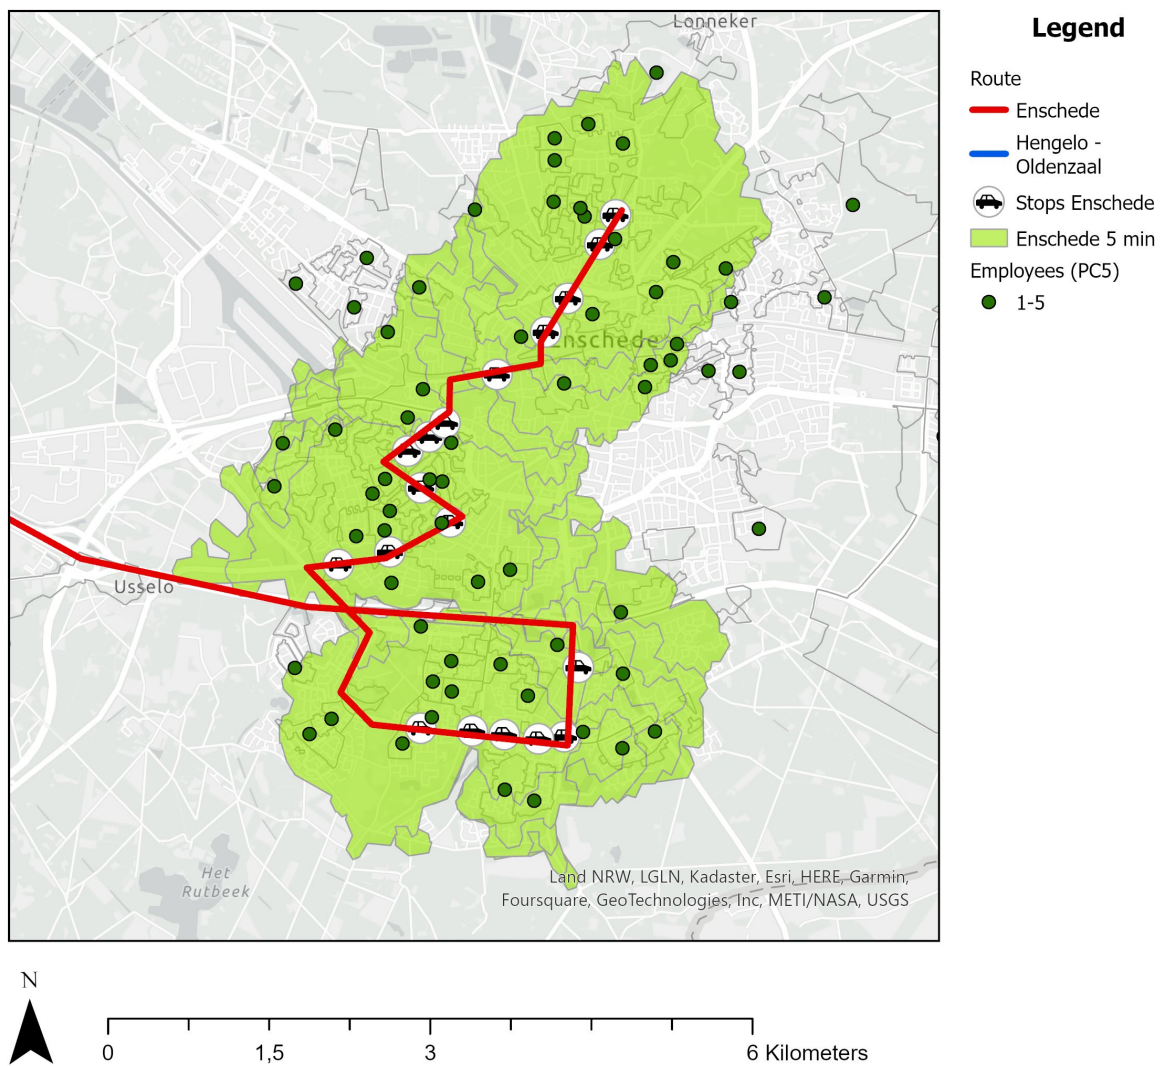 Lonneker
Legend
Route
Enschede
Hengelo -
Oldenzaal
Stops Enschede
Enschede 5 min
Employees (PC5)
1-5
Enschede
Usselo
Het
Rutbeek
Land NRW, LGLN, Kadaster, Esri, HERE, Garmin,
Foursquare, GeoTechnologies, Inc, METI/NASA, USGS
N
0 1,5 3 6 Kilometers